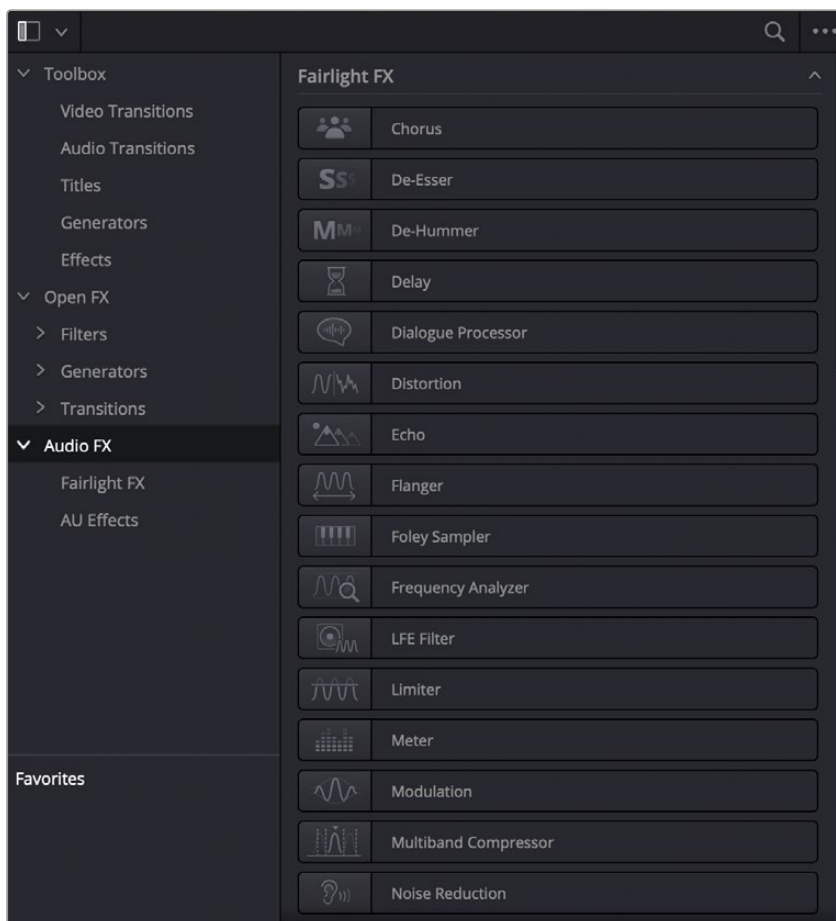 Toolbox
Video Transitions
Audio Transitions
Titles
Generators
Effects
Open FX
Filters
Generators
Transitions
Audio FX
Fairlight FX
AU Effects
Favorites
Fairlight FX
Chorus
SSS
De-Esser
MMM
De-Hummer
Delay
Dialogue Processor
Distortion
Echo
Flanger
Foley Sampler
Frequency Analyzer
LFE Filter
Limiter
Meter
Modulation
Multiband Compressor
Noise Reduction